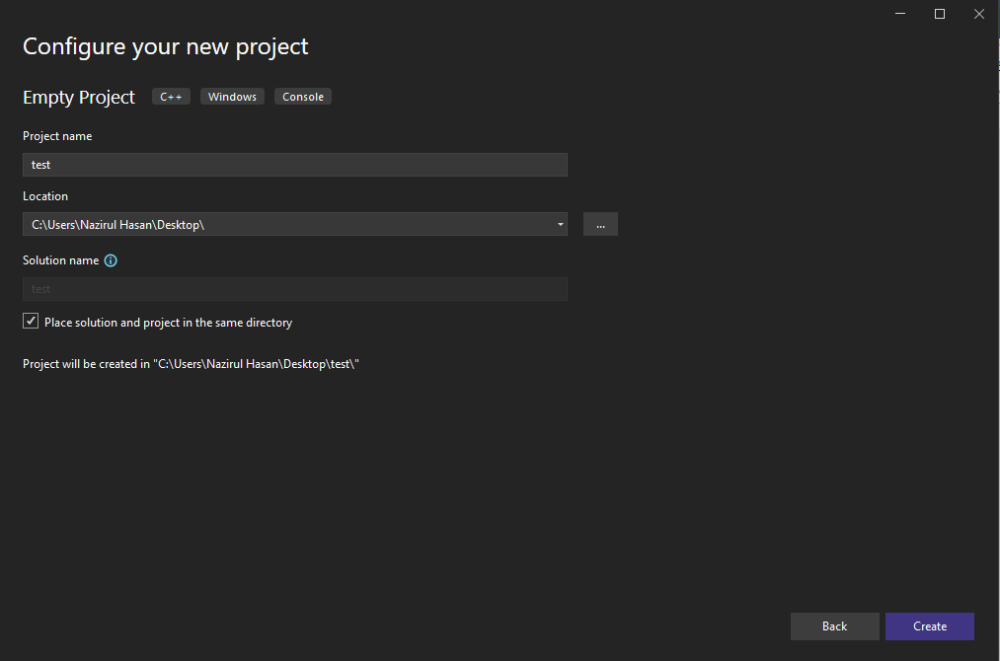 Configure your new project
Empty Project C++ Windows Console
Project name
test
Location
C:\Users\Nazirul Hasan\Desktop\
...
Solution name
test
Place solution and project in the same directory
Project will be created in "C:\Users\Nazirul Hasan\Desktop\test\"
Back Create